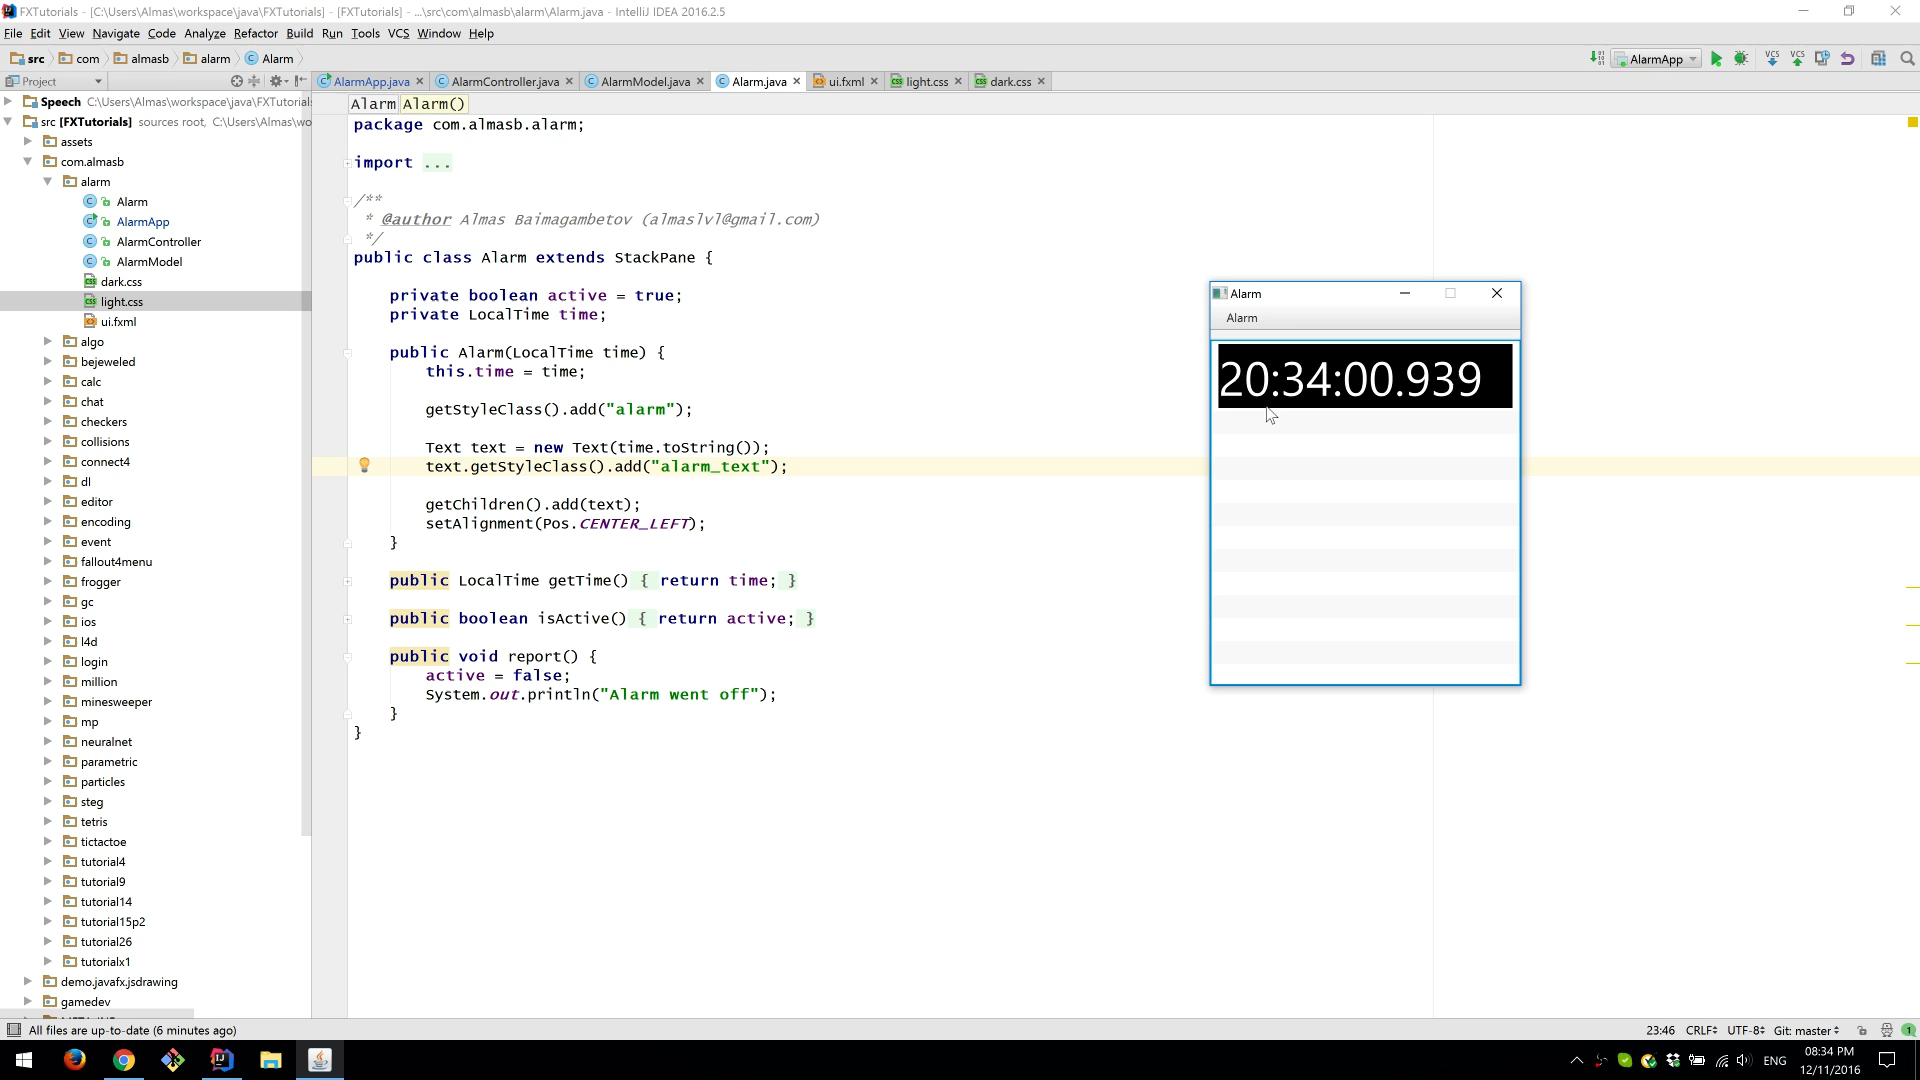 FXTutorials - [C:\Users\Almas\workspace\java\FXTutorials] - [FXTutorials] - ...\src\com\almasb\alarm\Alarm.java - IntelliJ IDEA 2016.2.5
File Edit View Navigate Code Analyze Refactor Build Run Tools VCS Window Help
src com almasb alarm Alarm
AlarmApp
Project
AlarmApp.java AlarmController.java AlarmModel.java Alarm.java ui.fxml light.css dark.css
Speech C:\Users\Almas\workspace\java\FXTutorials
src [FXTutorials] sources root, C:\Users\Almas\wo
assets
com.almasb
alarm
Alarm
AlarmApp
AlarmController
AlarmModel
dark.css
light.css
ui.fxml
algo
bejeweled
calc
chat
checkers
collisions
connect4
dl
editor
encoding
event
fallout4menu
frogger
gc
ios
l4d
login
million
minesweeper
mp
neuralnet
parametric
particles
steg
tetris
tictactoe
tutorial4
tutorial9
tutorial14
tutorial15p2
tutorial26
tutorialx1
demo.javafx.jsdrawing
gamedev
Alarm Alarm()
package com.almasb.alarm;
import ...
/**
* @author Almas Baimagambetov (almaslvl@gmail.com)
*/
public class Alarm extends StackPane {
private boolean active = true;
private LocalTime time;
public Alarm(LocalTime time) {
this.time = time;
getStyleClass().add("alarm");
Text text = new Text(time.toString());
text.getStyleClass().add("alarm_text");
getChildren().add(text);
setAlignment(Pos.CENTER_LEFT);
}
public LocalTime getTime() { return time; }
public boolean isActive() { return active; }
public void report() {
active = false;
System.out.println("Alarm went off");
}
}
Alarm
Alarm
20:34:00.939
All files are up-to-date (6 minutes ago)
23:46 CRLF UTF-8 Git: master 1
ENG
08:34 PM
12/11/2016